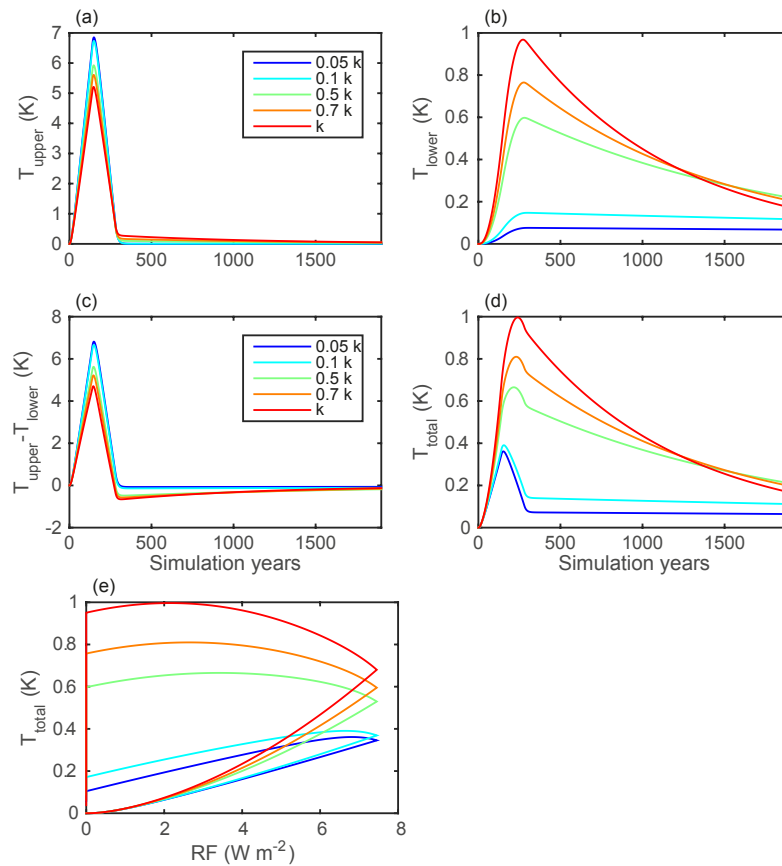 (a)
T_upper (K)
7
6
5
4
3
2
1
0
0 500 1000 1500
0.05 k
0.1 k
0.5 k
0.7 k
k
(b)
T_lower (K)
1
0.8
0.6
0.4
0.2
0
0 500 1000 1500
(c)
T_upper-T_lower (K)
8
6
4
2
0
-2
0 500 1000 1500
Simulation years
0.05 k
0.1 k
0.5 k
0.7 k
k
(d)
T_total (K)
1
0.8
0.6
0.4
0.2
0
0 500 1000 1500
Simulation years
(e)
T_total (K)
1
0.8
0.6
0.4
0.2
0
0 2 4 6 8
RF (W m⁻²)